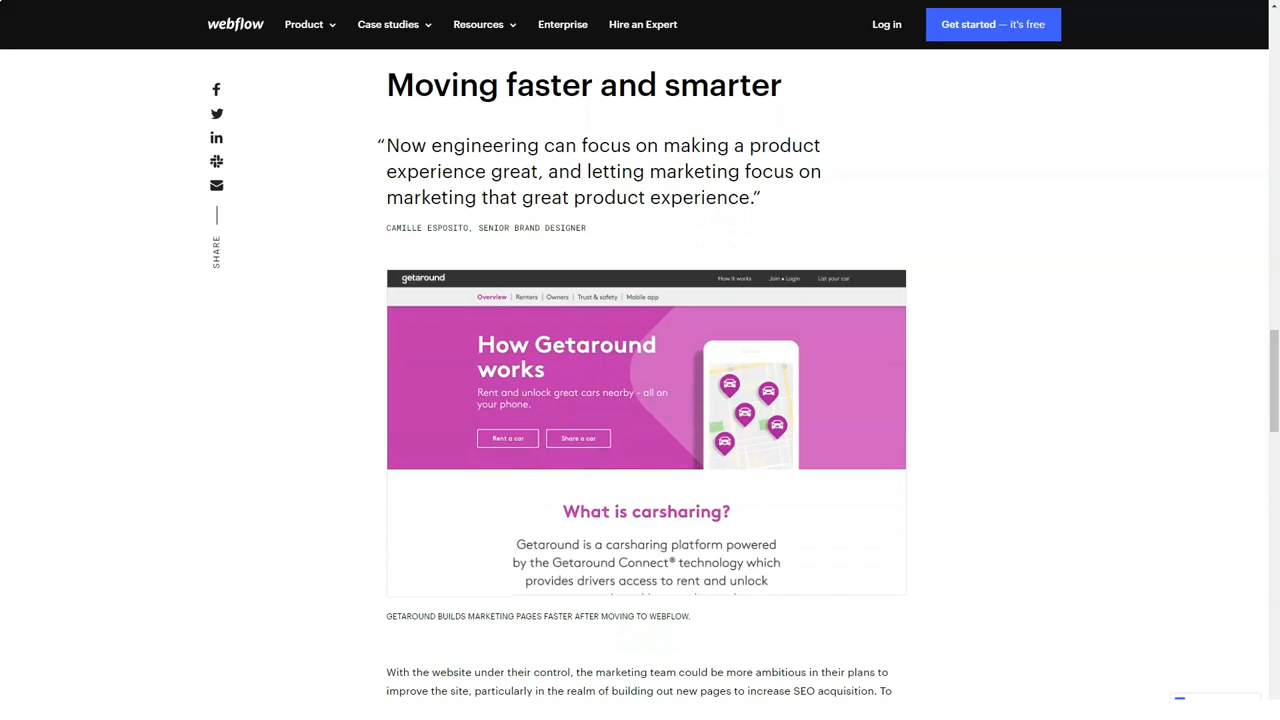 webflow
Product
Case studies
Resources
Enterprise
Hire an Expert
Log in
Get started — it's free
SHARE
Moving faster and smarter
“Now engineering can focus on making a product
experience great, and letting marketing focus on
marketing that great product experience.”
CAMILLE ESPOSITO, SENIOR BRAND DESIGNER
getaround
How it works
Join • Login
List your car
Overview | Renters | Owners | Trust & safety | Mobile app
How Getaround
works
Rent and unlock great cars nearby - all on
your phone.
Rent a car
Share a car
What is carsharing?
Getaround is a carsharing platform powered
by the Getaround Connect® technology which
provides drivers access to rent and unlock
GETAROUND BUILDS MARKETING PAGES FASTER AFTER MOVING TO WEBFLOW.
With the website under their control, the marketing team could be more ambitious in their plans to
improve the site, particularly in the realm of building out new pages to increase SEO acquisition. To